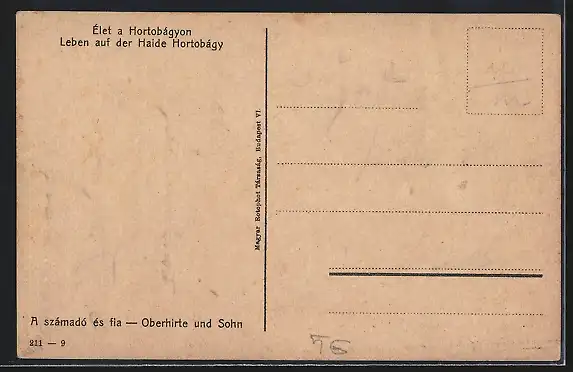 Élet a Hortobágyon
Leben auf der Haide Hortobágy
Magyar Rotophot Társaság, Budapest VI
A számadó és fia — Oberhirte und Sohn
211 — 9
76